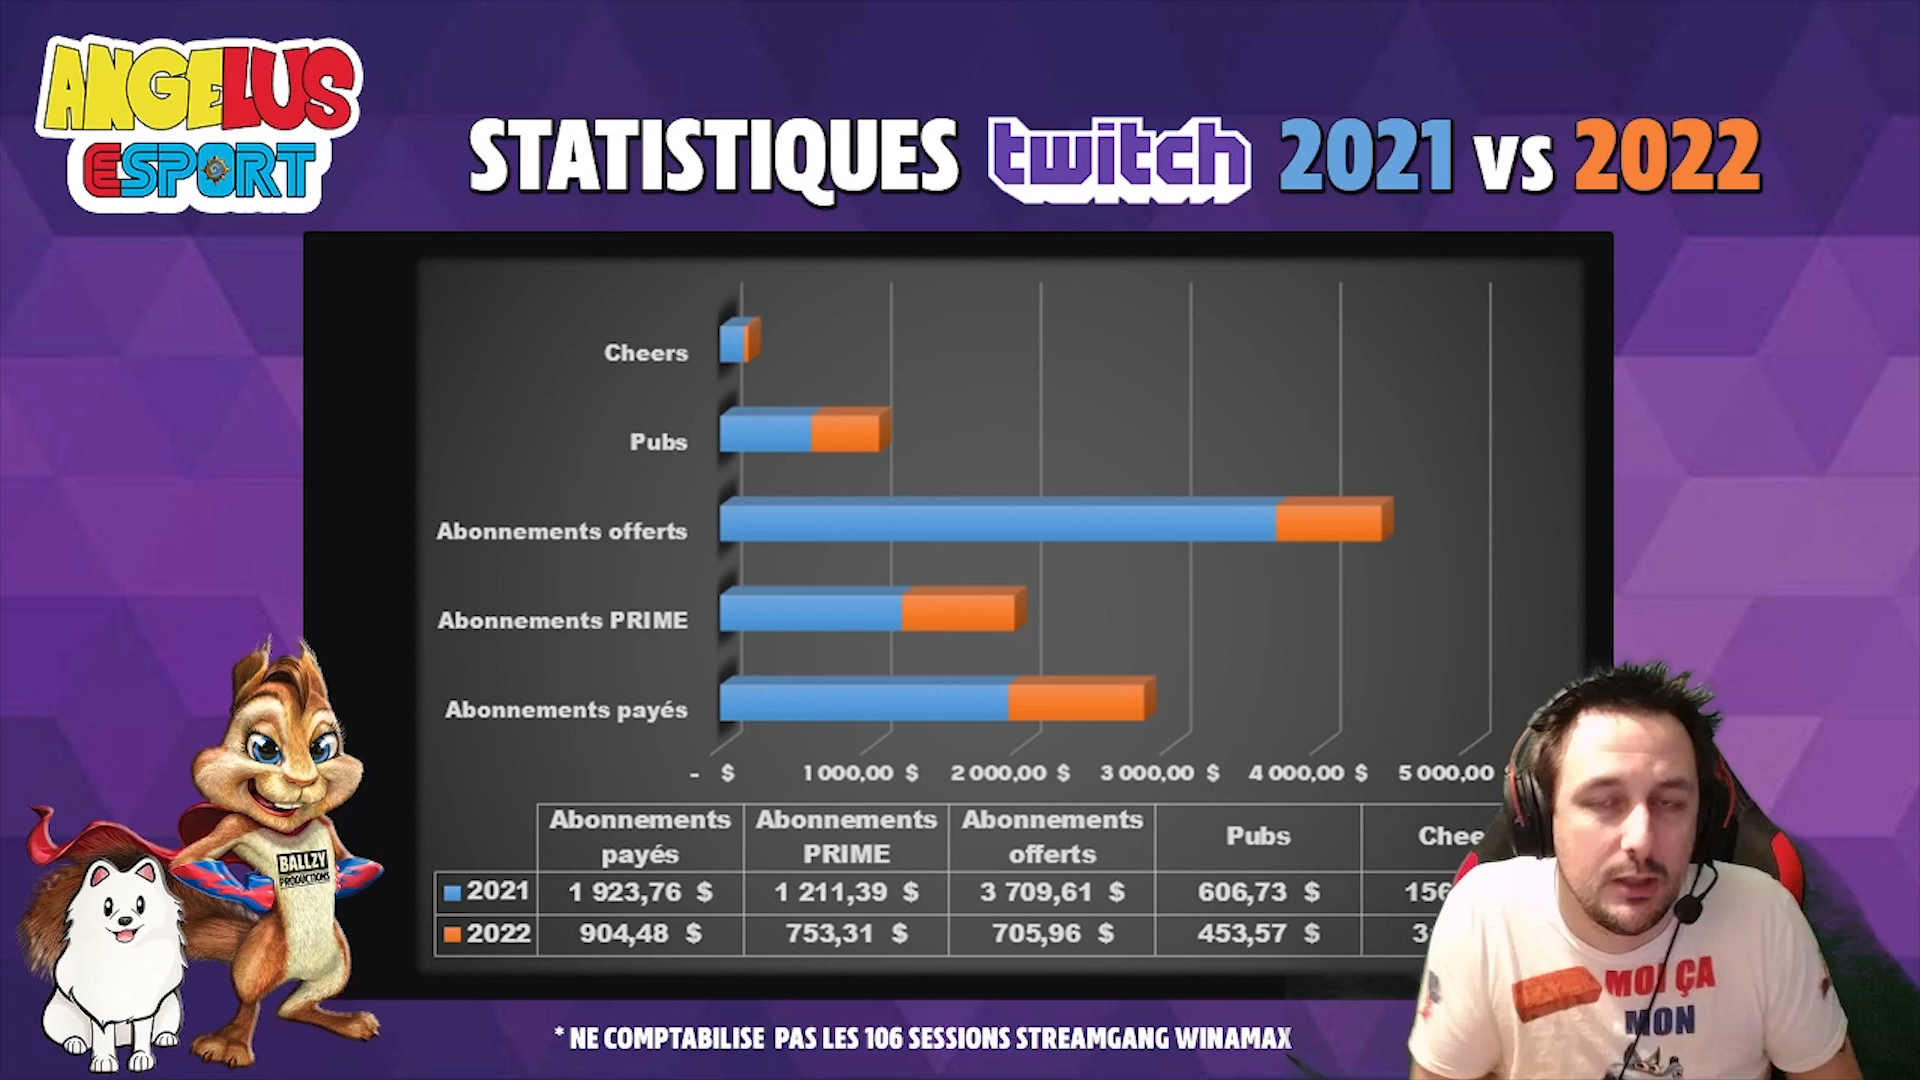 ANGELUS
ESPORT
STATISTIQUES twitch 2021 vs 2022
Cheers
Pubs
Abonnements offerts
Abonnements PRIME
Abonnements payés
- $ 1 000,00 $ 2 000,00 $ 3 000,00 $ 4 000,00 $ 5 000,00
Abonnements payés Abonnements PRIME Abonnements offerts Pubs
2021 1 923,76 $ 1 211,39 $ 3 709,61 $ 606,73 $
2022 904,48 $ 753,31 $ 705,96 $ 453,57 $
BALLZY
PRODUCTIONS
MOI ÇA
MON
* NE COMPTABILISE PAS LES 106 SESSIONS STREAMGANG WINAMAX